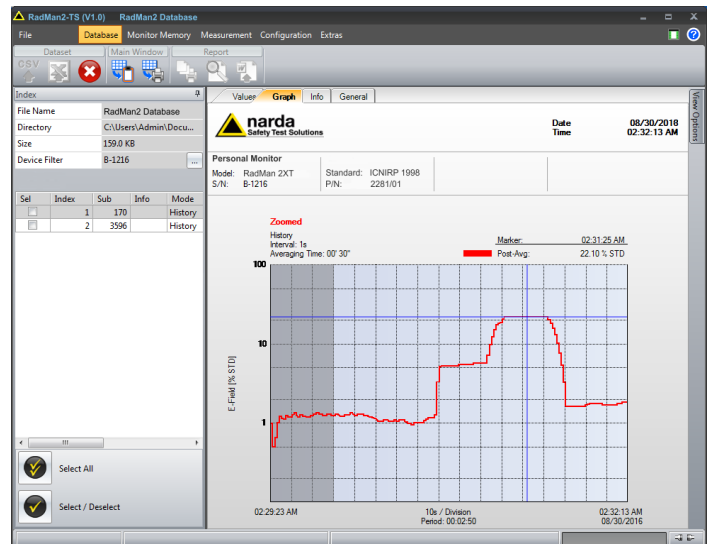 RadMan2-TS (V1.0) RadMan2 Database
File Database Monitor Memory Measurement Configuration Extras
Dataset Main Window Report
CSV
Index
File Name RadMan2 Database
Directory C:\Users\Admin\Docu...
Size 159.0 KB
Device Filter B-1216 ...
Sel Index Sub Info Mode
1 170 History
2 3596 History
Select All
Select / Deselect
Values Graph Info General
View Options
narda
Safety Test Solutions
Date 08/30/2016
Time 02:32:13 AM
Personal Monitor
Model: RadMan 2XT Standard: ICNIRP 1998
S/N: B-1216 P/N: 2281/01
Zoomed
History
Interval: 1s
Averaging Time: 00' 30"
Marker: 02:31:25 AM
Post-Avg: 22.10 % STD
100
10
1
E-Field [% STD]
02:29:23 AM 10s / Division 02:32:13 AM
Period: 00:02:50 08/30/2016